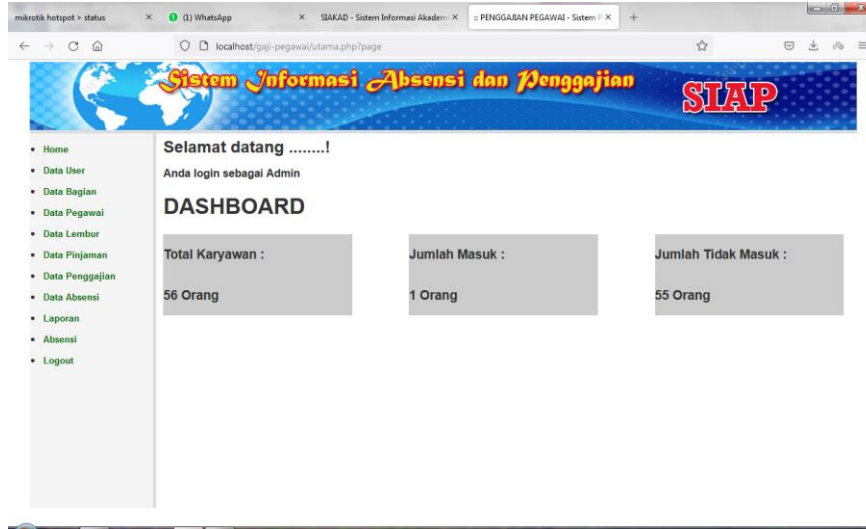 mikrotik hotspot > status
(1) WhatsApp
SIAKAD - Sistem Informasi Akadem
:: PENGGAJIAN PEGAWAI - Sistem P
localhost/gaji-pegawai/utama.php?page
Sistem Informasi Absensi dan Penggajian
SIAP
Home
Data User
Data Bagian
Data Pegawai
Data Lembur
Data Pinjaman
Data Penggajian
Data Absensi
Laporan
Absensi
Logout
Selamat datang ........!
Anda login sebagai Admin
DASHBOARD
Total Karyawan :
56 Orang
Jumlah Masuk :
1 Orang
Jumlah Tidak Masuk :
55 Orang